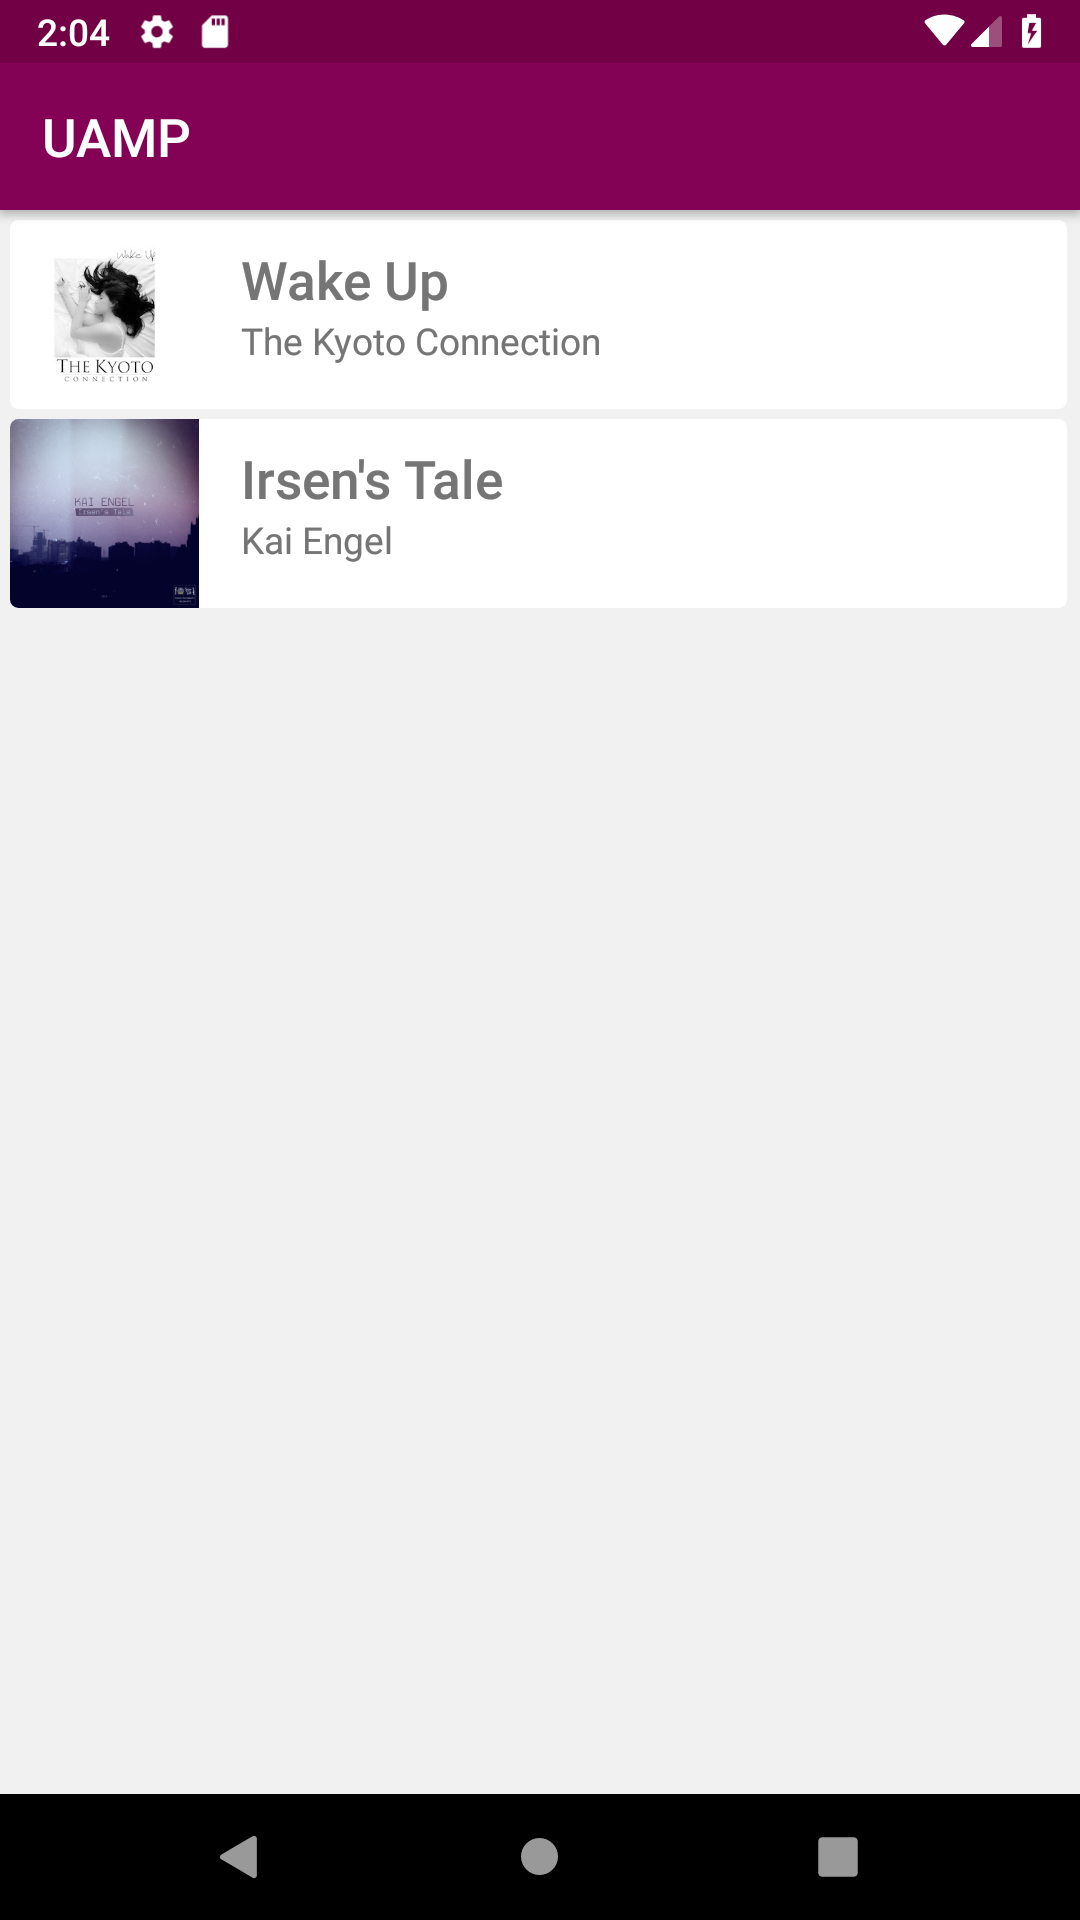 2:04
UAMP
Wake Up
THE KYOTO
CONNECTION
Wake Up
The Kyoto Connection
KAI ENGEL
Irsen's Tale
Irsen's Tale
Kai Engel